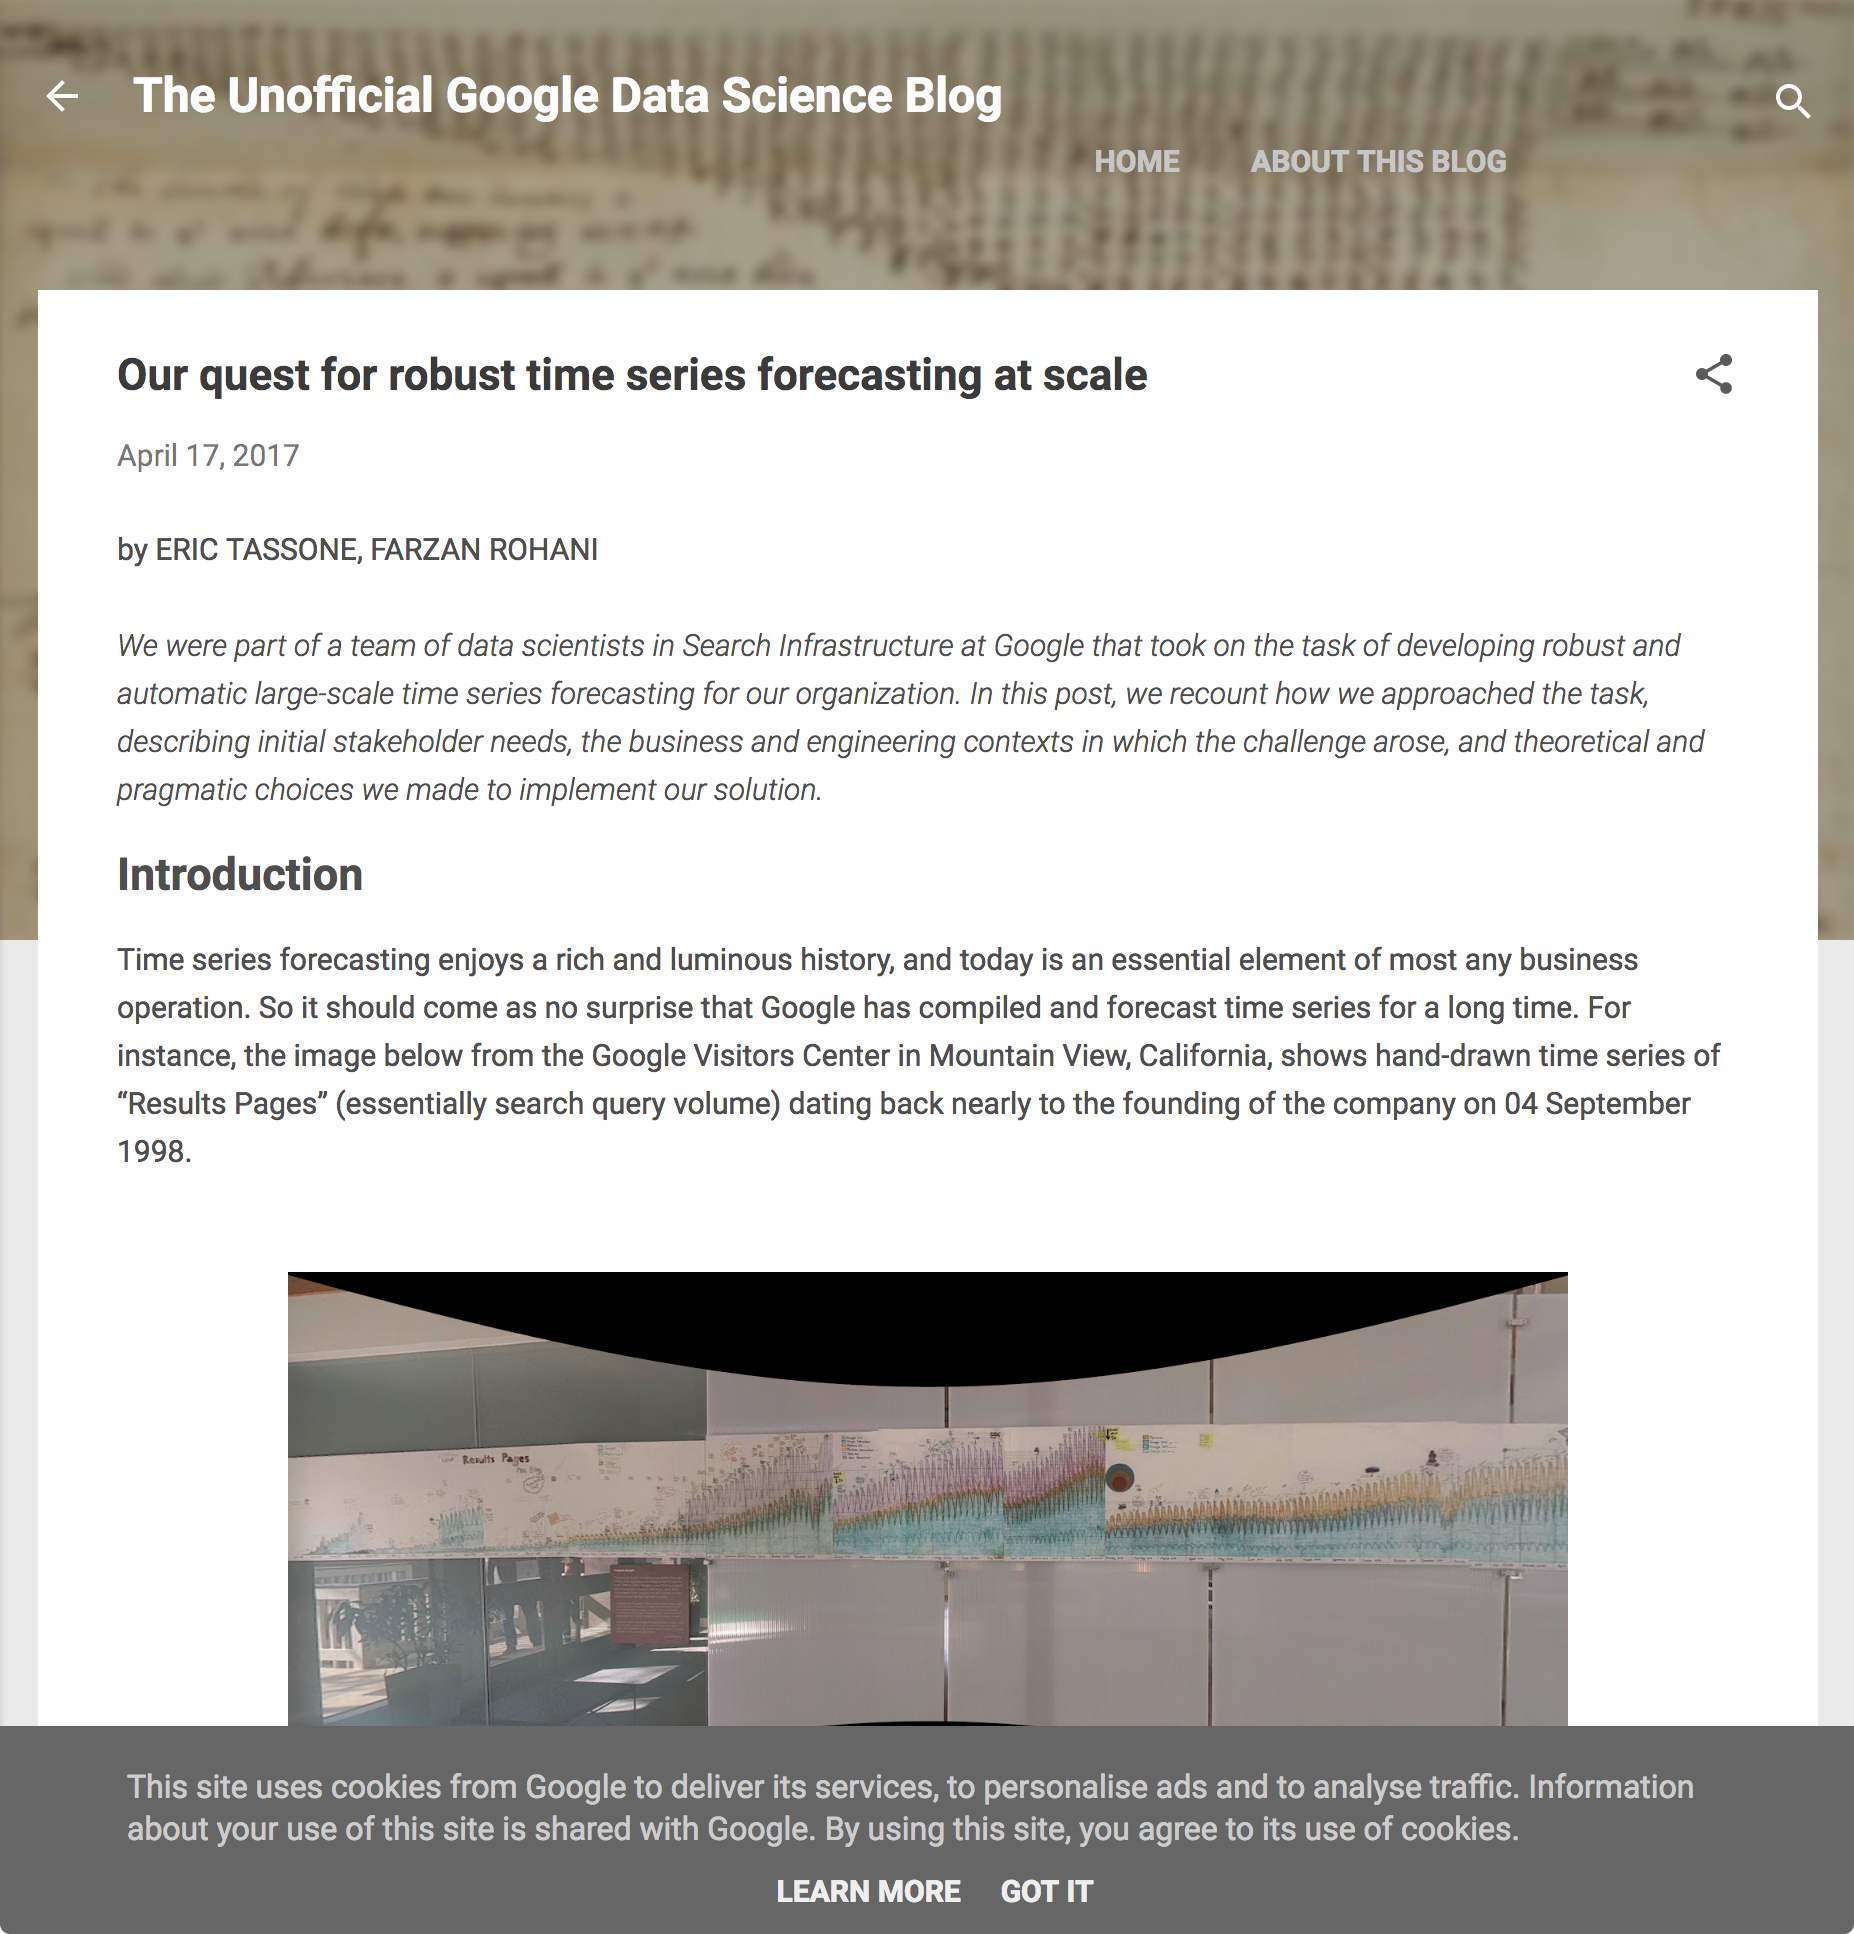 The Unofficial Google Data Science Blog
HOME ABOUT THIS BLOG
Our quest for robust time series forecasting at scale
April 17, 2017
by ERIC TASSONE, FARZAN ROHANI
We were part of a team of data scientists in Search Infrastructure at Google that took on the task of developing robust and
automatic large-scale time series forecasting for our organization. In this post, we recount how we approached the task,
describing initial stakeholder needs, the business and engineering contexts in which the challenge arose, and theoretical and
pragmatic choices we made to implement our solution.
Introduction
Time series forecasting enjoys a rich and luminous history, and today is an essential element of most any business
operation. So it should come as no surprise that Google has compiled and forecast time series for a long time. For
instance, the image below from the Google Visitors Center in Mountain View, California, shows hand-drawn time series of
“Results Pages” (essentially search query volume) dating back nearly to the founding of the company on 04 September
1998.
Results Pages
This site uses cookies from Google to deliver its services, to personalise ads and to analyse traffic. Information
about your use of this site is shared with Google. By using this site, you agree to its use of cookies.
LEARN MORE GOT IT